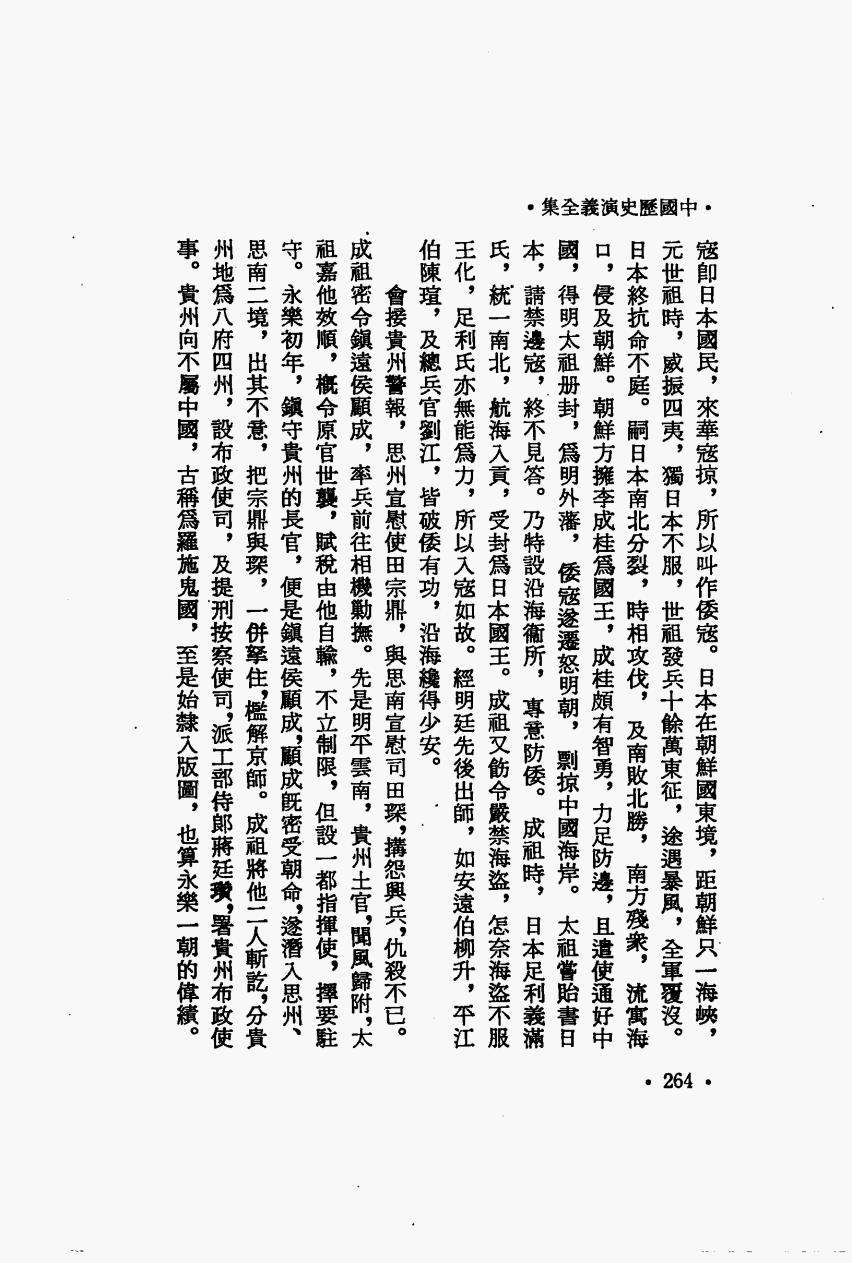 ·中國歷史演義全集·
寇卽日本國民，來華寇掠，所以叫作倭寇。日本在朝鮮國東境，距朝鮮只一海峽，
元世祖時，威振四夷，獨日本不服，世祖發兵十餘萬東征，途遇暴風，全軍覆沒。
日本終抗命不庭。嗣日本南北分裂，時相攻伐，及南敗北勝，南方殘衆，流寓海
口，侵及朝鮮。朝鮮方擁李成桂爲國王，成桂頗有智勇，力足防邊，且遣使通好中
國，得明太祖册封，爲明外藩，倭寇遂遷怒明朝，剽掠中國海岸。太祖嘗貽書日
本，請禁邊寇，終不見答。乃特設沿海衞所，專意防倭。成祖時，日本足利義滿
氏，統一南北，航海入貢，受封爲日本國王。成祖又飭令嚴禁海盜，怎奈海盜不服
王化，足利氏亦無能爲力，所以入寇如故。經明廷先後出師，如安遠伯柳升，平江
伯陳瑄，及總兵官劉江，皆破倭有功，沿海纔得少安。
會接貴州警報，思州宣慰使田宗鼎，與思南宣慰司田琛，搆怨興兵，仇殺不已。
成祖密令鎭遠侯顧成，率兵前往相機勦撫。先是明平雲南，貴州土官，聞風歸附，太
祖嘉他效順，槪令原官世襲，賦稅由他自輸，不立制限，但設一都指揮使，擇要駐
守。永樂初年，鎭守貴州的長官，便是鎭遠侯顧成，顧成旣密受朝命，遂潛入思州、
思南二境，出其不意，把宗鼎與琛，一併拏住，檻解京師。成祖將他二人斬訖，分貴
州地爲八府四州，設布政使司，及提刑按察使司，派工部侍郞蔣廷瓚，署貴州布政使
事。貴州向不屬中國，古稱爲羅施鬼國，至是始隸入版圖，也算永樂一朝的偉績。
·264·